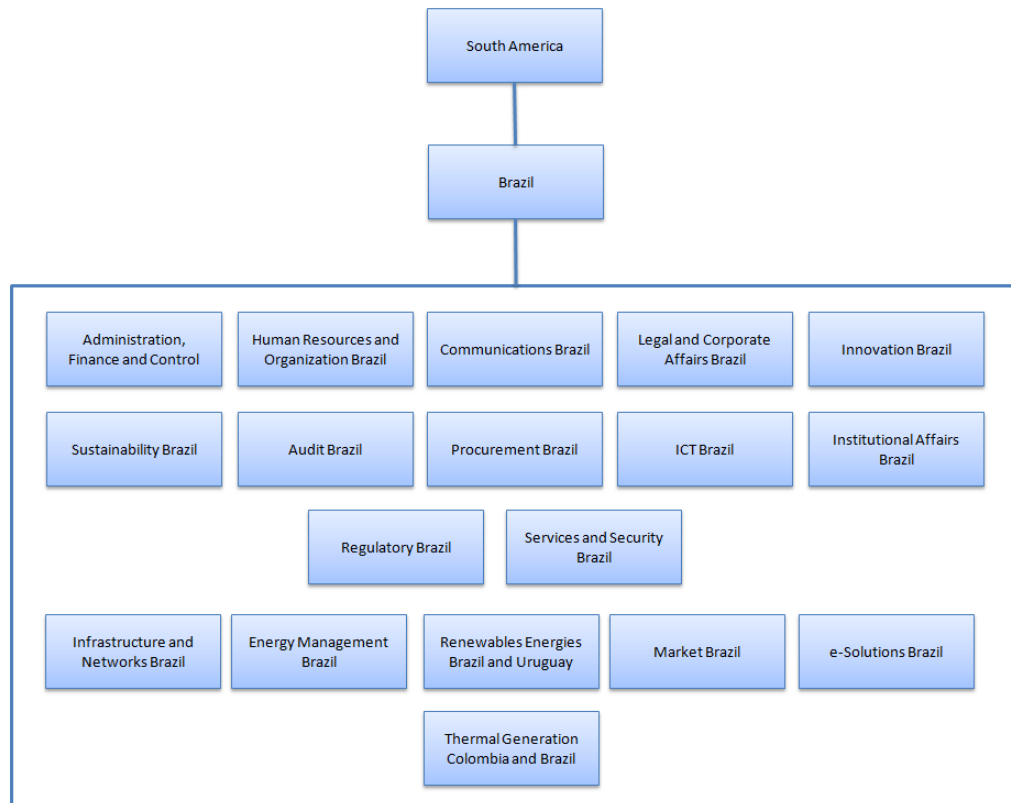 South America
Brazil
Administration,
Finance and Control
Human Resources and
Organization Brazil
Communications Brazil
Legal and Corporate
Affairs Brazil
Innovation Brazil
Sustainability Brazil
Audit Brazil
Procurement Brazil
ICT Brazil
Institutional Affairs
Brazil
Regulatory Brazil
Services and Security
Brazil
Infrastructure and
Networks Brazil
Energy Management
Brazil
Renewables Energies
Brazil and Uruguay
Market Brazil
e-Solutions Brazil
Thermal Generation
Colombia and Brazil